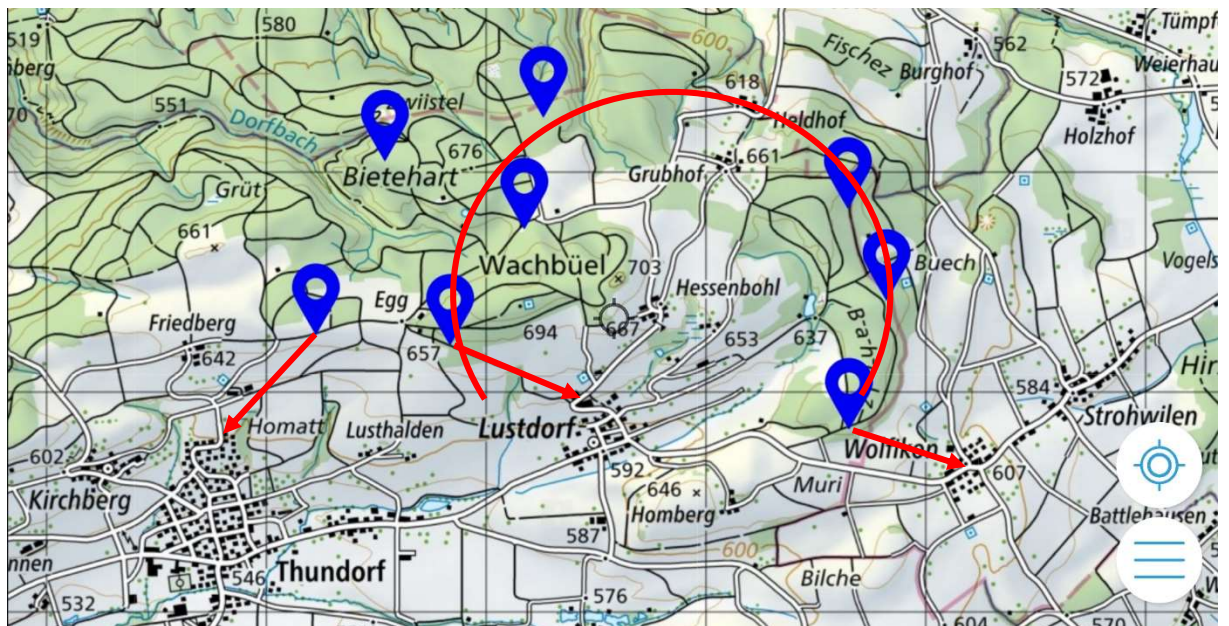 580
562
Tümpf
519
600
Fischez
Burghof
Weierhau
nberg
618
572
70
551
Heldhof
Holzhof
Dorfbach
676
661
Bietehart
Grubhof
Grüt
661
Wachbüel
703
Buech
Vogels
Egg
Hessenbohl
Friedberg
694
667
637
642
657
653
584
Homatt
Lusthalden
Lustdorf
Strohwilen
602
592
607
Kirchberg
Muri
646
Homberg
Battlehausen
587
600
nnen
Thundorf
546
Bilche
532
576
604
570